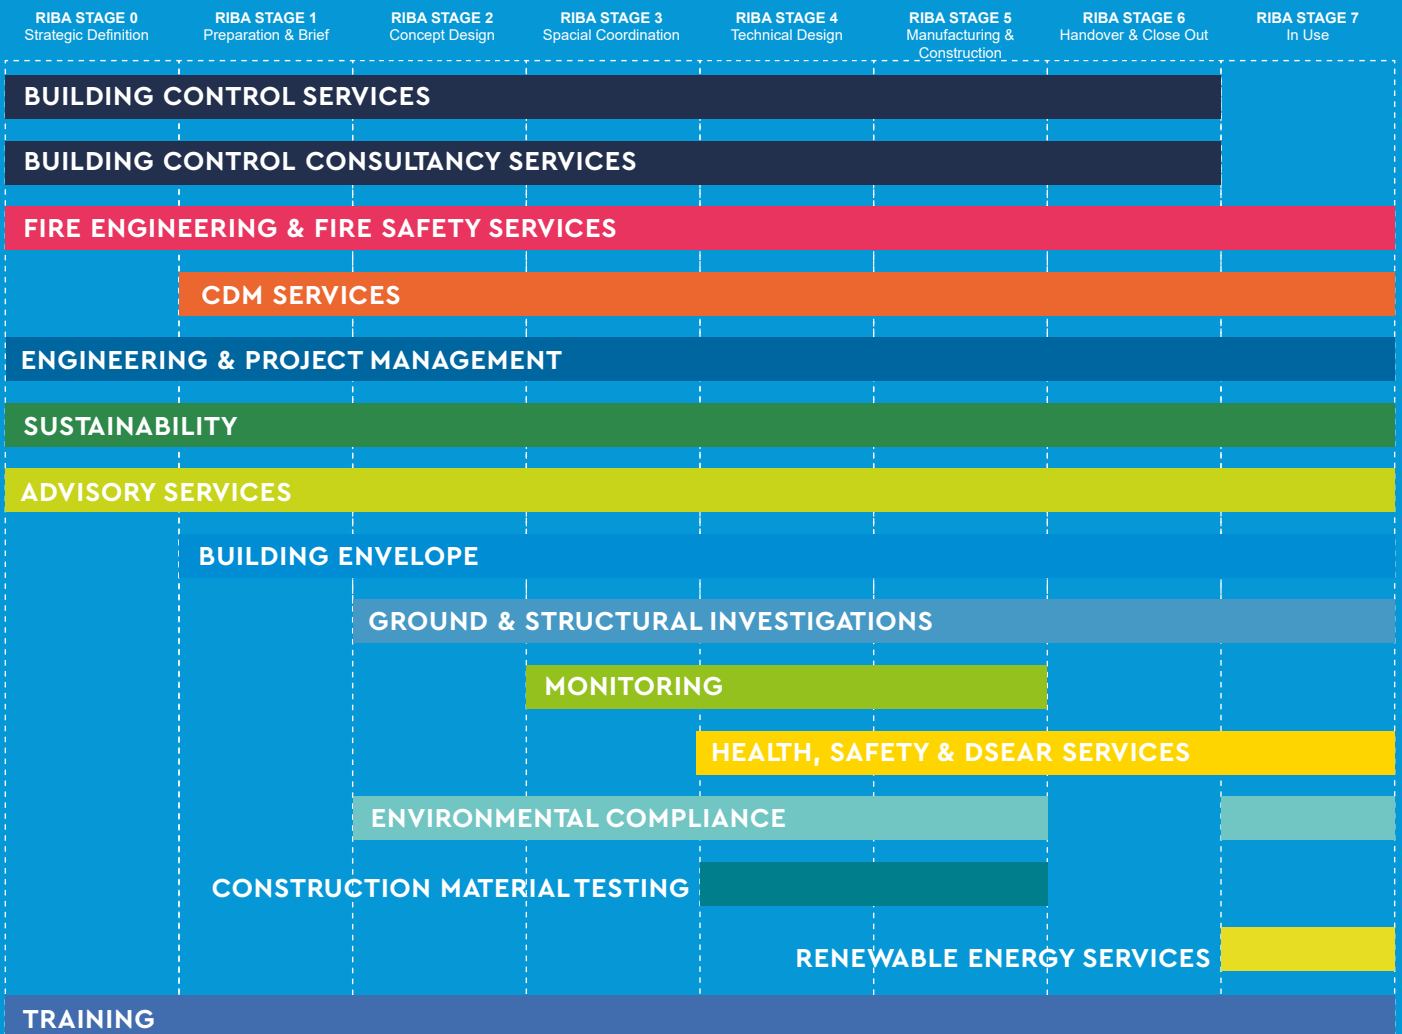 RIBA STAGE 0
Strategic Definition
RIBA STAGE 1
Preparation & Brief
RIBA STAGE 2
Concept Design
RIBA STAGE 3
Spacial Coordination
RIBA STAGE 4
Technical Design
RIBA STAGE 5
Manufacturing &
Construction
RIBA STAGE 6
Handover & Close Out
RIBA STAGE 7
In Use
BUILDING CONTROL SERVICES
BUILDING CONTROL CONSULTANCY SERVICES
FIRE ENGINEERING & FIRE SAFETY SERVICES
CDM SERVICES
ENGINEERING & PROJECT MANAGEMENT
SUSTAINABILITY
ADVISORY SERVICES
BUILDING ENVELOPE
GROUND & STRUCTURAL INVESTIGATIONS
MONITORING
HEALTH, SAFETY & DSEAR SERVICES
ENVIRONMENTAL COMPLIANCE
CONSTRUCTION MATERIAL TESTING
RENEWABLE ENERGY SERVICES
TRAINING